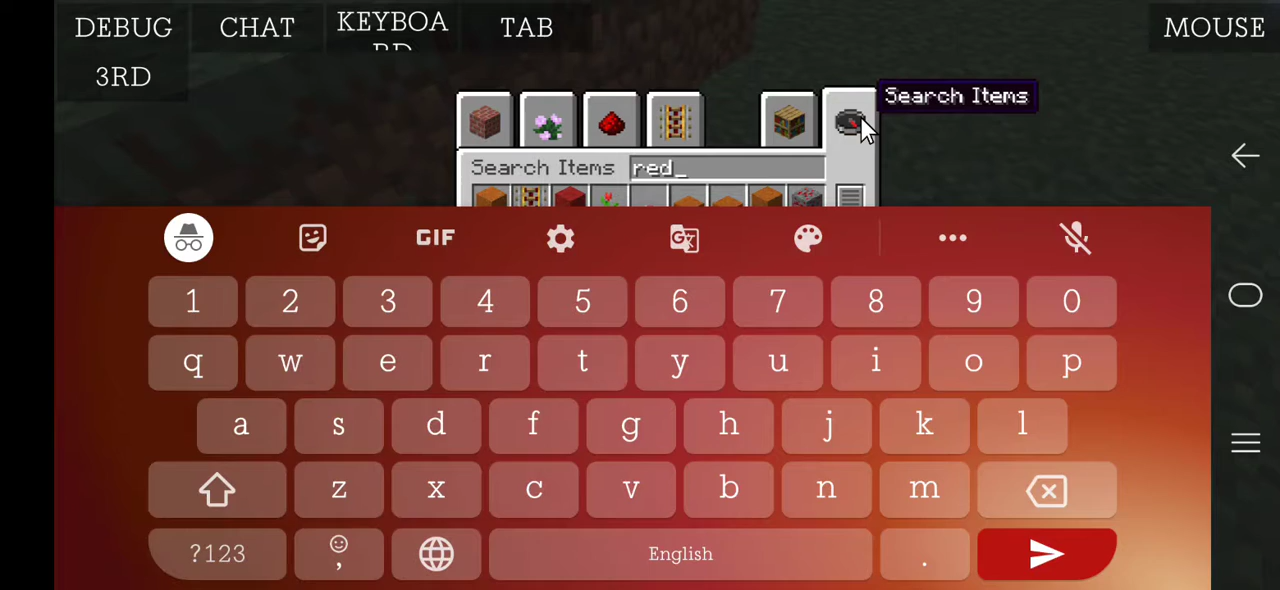 DEBUG CHAT KEYBOA TAB MOUSE
RD
3RD
Search Items
Search Items red_
GIF
1 2 3 4 5 6 7 8 9 0
q w e r t y u i o p
a s d f g h j k l
z x c v b n m
?123 , English .